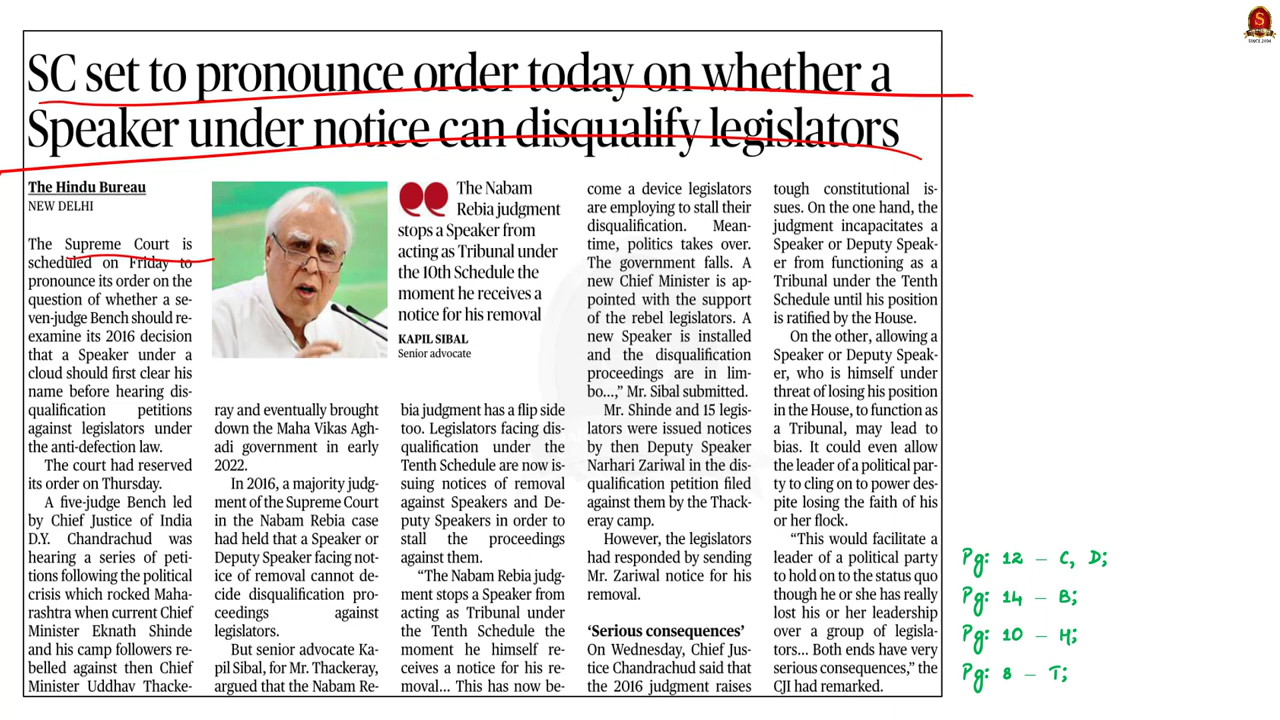 SC set to pronounce order today on whether a
Speaker under notice can disqualify legislators
The Hindu Bureau
NEW DELHI
The Supreme Court is
scheduled on Friday to
pronounce its order on the
question of whether a se-
ven-judge Bench should re-
examine its 2016 decision
that a Speaker under a
cloud should first clear his
name before hearing dis-
qualification petitions
against legislators under
the anti-defection law.
The court had reserved
its order on Thursday.
A five-judge Bench led
by Chief Justice of India
D.Y. Chandrachud was
hearing a series of peti-
tions following the political
crisis which rocked Maha-
rashtra when current Chief
Minister Eknath Shinde
and his camp followers re-
belled against then Chief
Minister Uddhav Thacke-
ray and eventually brought
down the Maha Vikas Agh-
adi government in early
2022.
In 2016, a majority judg-
ment of the Supreme Court
in the Nabam Rebia case
had held that a Speaker or
Deputy Speaker facing not-
ice of removal cannot de-
cide disqualification pro-
ceedings against
legislators.
But senior advocate Ka-
pil Sibal, for Mr. Thackeray,
argued that the Nabam Re-
The Nabam
Rebia judgment
stops a Speaker from
acting as Tribunal under
the 10th Schedule the
moment he receives a
notice for his removal
KAPIL SIBAL
Senior advocate
bia judgment has a flip side
too. Legislators facing dis-
qualification under the
Tenth Schedule are now is-
suing notices of removal
against Speakers and De-
puty Speakers in order to
stall the proceedings
against them.
“The Nabam Rebia judg-
ment stops a Speaker from
acting as Tribunal under
the Tenth Schedule the
moment he himself re-
ceives a notice for his re-
moval... This has now be-
come a device legislators
are employing to stall their
disqualification. Mean-
time, politics takes over.
The government falls. A
new Chief Minister is ap-
pointed with the support
of the rebel legislators. A
new Speaker is installed
and the disqualification
proceedings are in lim-
bo...,” Mr. Sibal submitted.
Mr. Shinde and 15 legis-
lators were issued notices
by then Deputy Speaker
Narhari Zariwal in the dis-
qualification petition filed
against them by the Thack-
eray camp.
However, the legislators
had responded by sending
Mr. Zariwal notice for his
removal.
‘Serious consequences’
On Wednesday, Chief Jus-
tice Chandrachud said that
the 2016 judgment raises
tough constitutional is-
sues. On the one hand, the
judgment incapacitates a
Speaker or Deputy Speak-
er from functioning as a
Tribunal under the Tenth
Schedule until his position
is ratified by the House.
On the other, allowing a
Speaker or Deputy Speak-
er, who is himself under
threat of losing his position
in the House, to function as
a Tribunal, may lead to
bias. It could even allow
the leader of a political par-
ty to cling on to power des-
pite losing the faith of his
or her flock.
“This would facilitate a
leader of a political party
to hold on to the status quo
though he or she has really
lost his or her leadership
over a group of legisla-
tors... Both ends have very
serious consequences,” the
CJI had remarked.
S
SINCE 2004
Pg: 12 - C, D;
Pg: 14 - B;
Pg: 10 - H;
Pg: 8 - T;